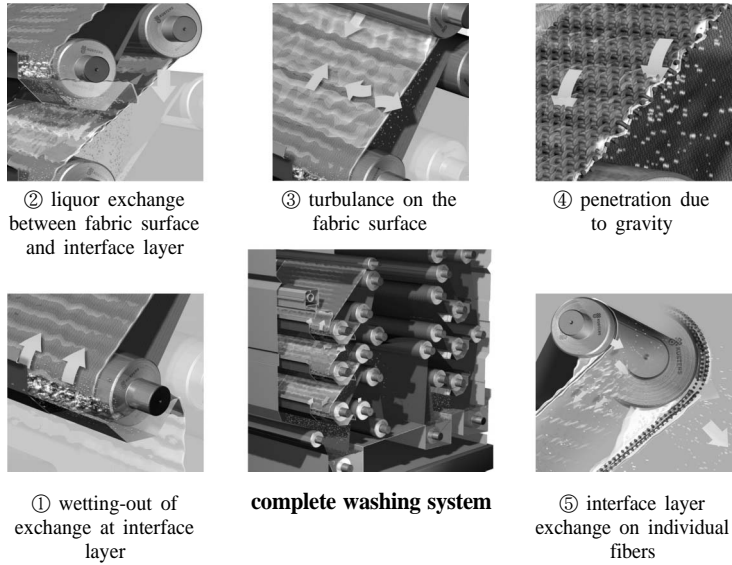 ② liquor exchange
between fabric surface
and interface layer
③ turbulance on the
fabric surface
④ penetration due
to gravity
① wetting-out of
exchange at interface
layer
complete washing system
⑤ interface layer
exchange on individual
fibers